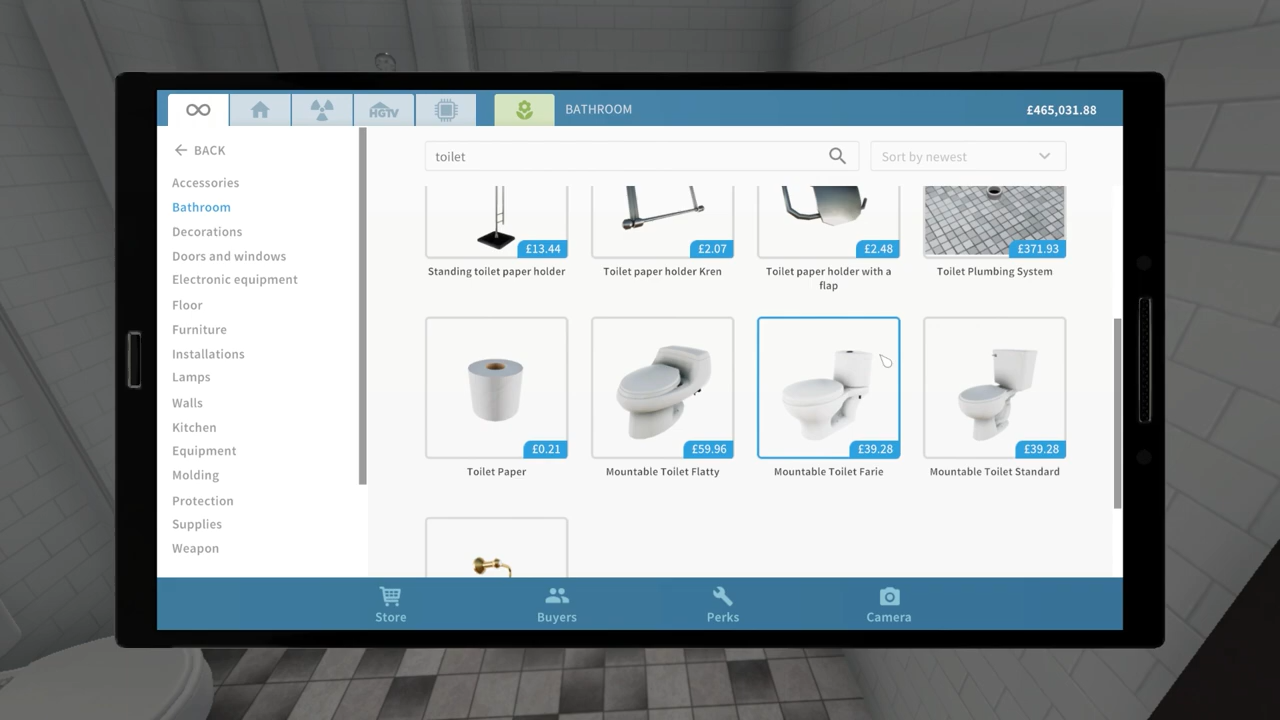 HGTV
BATHROOM
£465,031.88
BACK
toilet
Sort by newest
Accessories
Bathroom
Decorations
Doors and windows
Electronic equipment
Floor
Furniture
Installations
Lamps
Walls
Kitchen
Equipment
Molding
Protection
Supplies
Weapon
£13.44
£2.07
£2.48
£371.93
Standing toilet paper holder
Toilet paper holder Kren
Toilet paper holder with a
flap
Toilet Plumbing System
£0.21
£59.96
£39.28
£39.28
Toilet Paper
Mountable Toilet Flatty
Mountable Toilet Farie
Mountable Toilet Standard
Store
Buyers
Perks
Camera